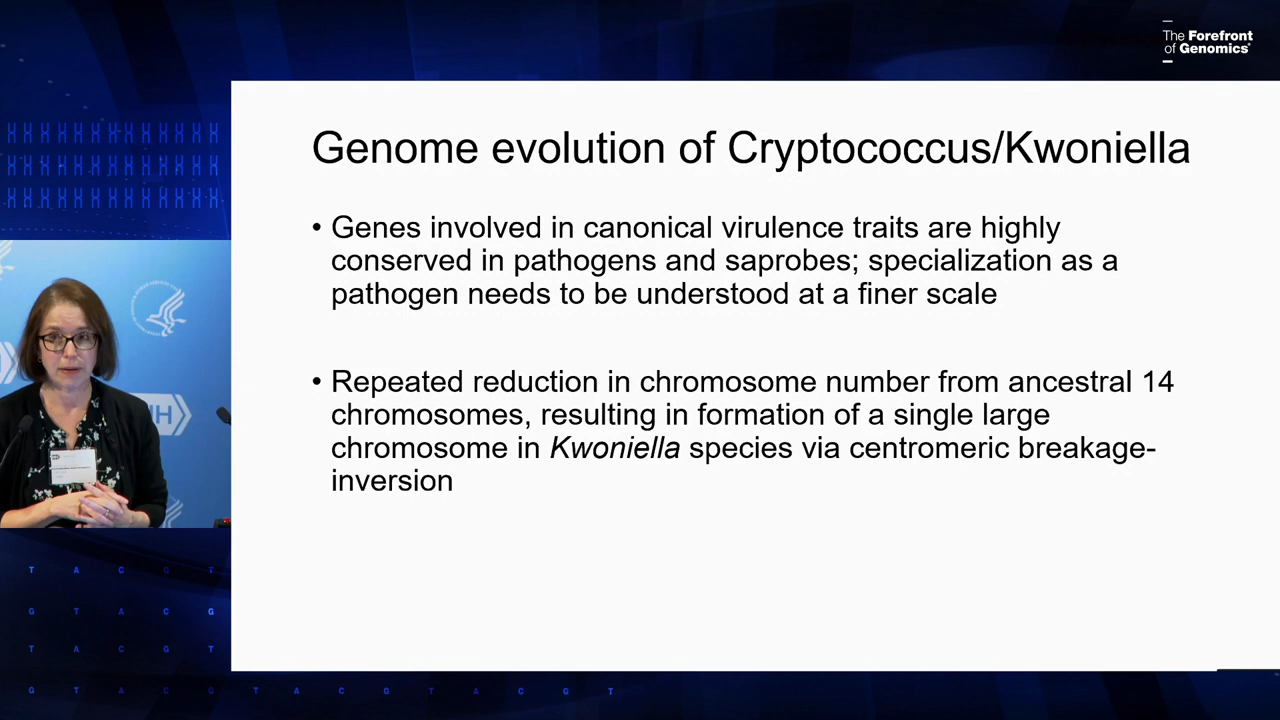 The Forefront
of Genomics®
Genome evolution of Cryptococcus/Kwoniella
• Genes involved in canonical virulence traits are highly
conserved in pathogens and saprobes; specialization as a
pathogen needs to be understood at a finer scale
• Repeated reduction in chromosome number from ancestral 14
chromosomes, resulting in formation of a single large
chromosome in Kwoniella species via centromeric breakage-
inversion
T A C G T
G T A C G
T A C G T
G T A C G T A C G T A C G T